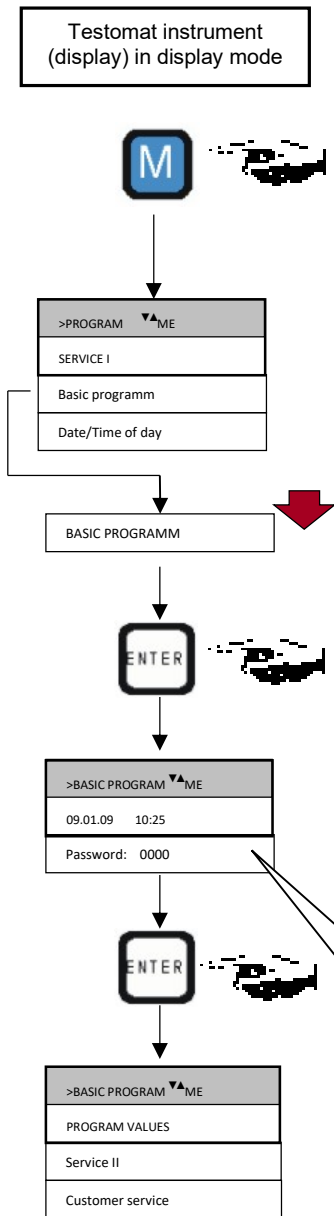 Testomat instrument
(display) in display mode
M
>PROGRAM ▼▲ME
SERVICE I
Basic programm
Date/Time of day
BASIC PROGRAMM
ENTER
>BASIC PROGRAM ▼▲ME
09.01.09 10:25
Password: 0000
ENTER
>BASIC PROGRAM ▼▲ME
PROGRAM VALUES
Service II
Customer service